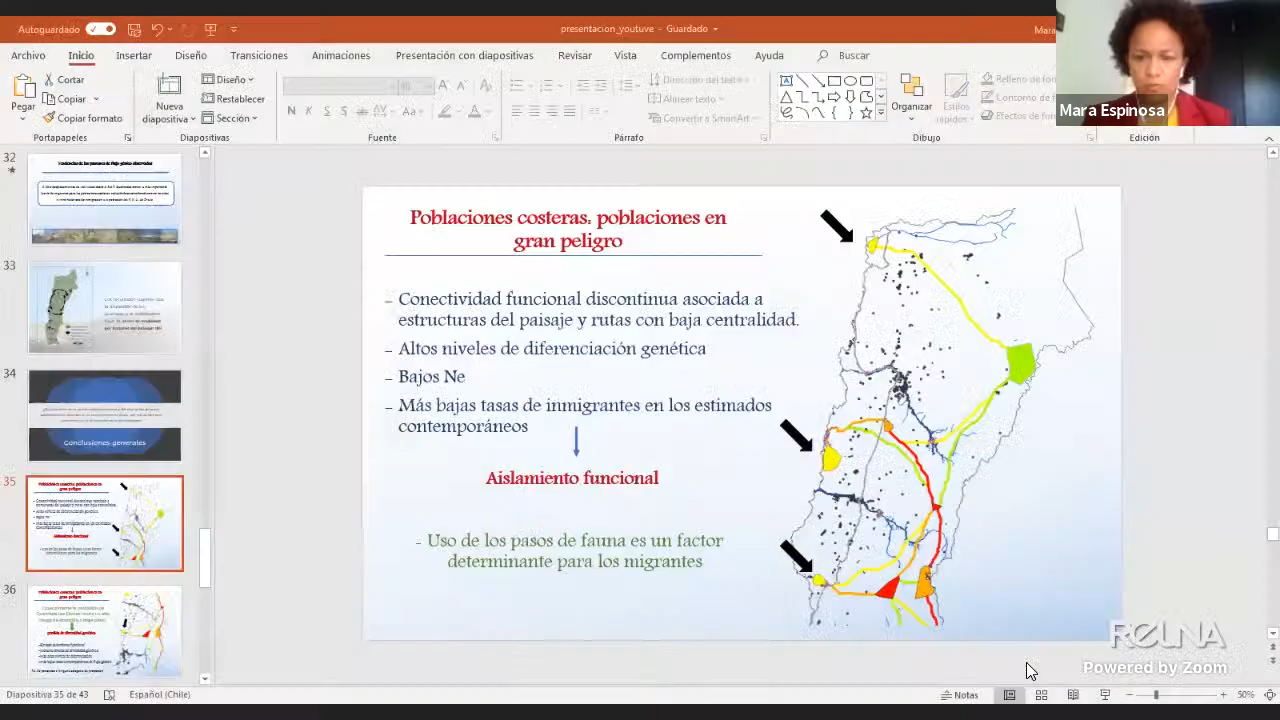 Autoguardado
presentacion_youtuve - Guardado
Mara
Archivo
Inicio
Insertar
Diseño
Transiciones
Animaciones
Presentación con diapositivas
Revisar
Vista
Complementos
Ayuda
Buscar
Pegar
Cortar
Copiar
Copiar formato
Portapapeles
Nueva
diapositiva
Diseño
Restablecer
Sección
Diapositivas
N K S S
Fuente
Dirección del texto
Alinear texto
Convertir a SmartArt
Párrafo
Organizar
Estilos
rápidos
Relleno de for
Contorno de
Efectos de for
Dibujo
Edición
Mara Espinosa
32
33
34
Conclusiones generales
35
36
Poblaciones costeras: poblaciones en
gran peligro
- Conectividad funcional discontinua asociada a
estructuras del paisaje y rutas con baja centralidad.
- Altos niveles de diferenciación genética
- Bajos Ne
- Más bajas tasas de inmigrantes en los estimados
contemporáneos
Aislamiento funcional
- Uso de los pasos de fauna es un factor
determinante para los migrantes
Powered by Zoom
Diapositiva 35 de 43
Español (Chile)
Notas
50%